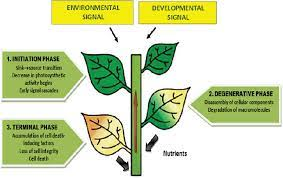 ENVIRONMENTAL
SIGNAL
DEVELOPMENTAL
SIGNAL
1. INITIATION PHASE
Sink-source transition
Decrease in photosynthetic
activity begins
Early signal cascades
2. DEGENERATIVE PHASE
Disassembly of cellular components
Degradation of macromolecules
3. TERMINAL PHASE
Accumulation of cell death-
inducing factors
Loss of cell integrity
Cell death
Nutrients